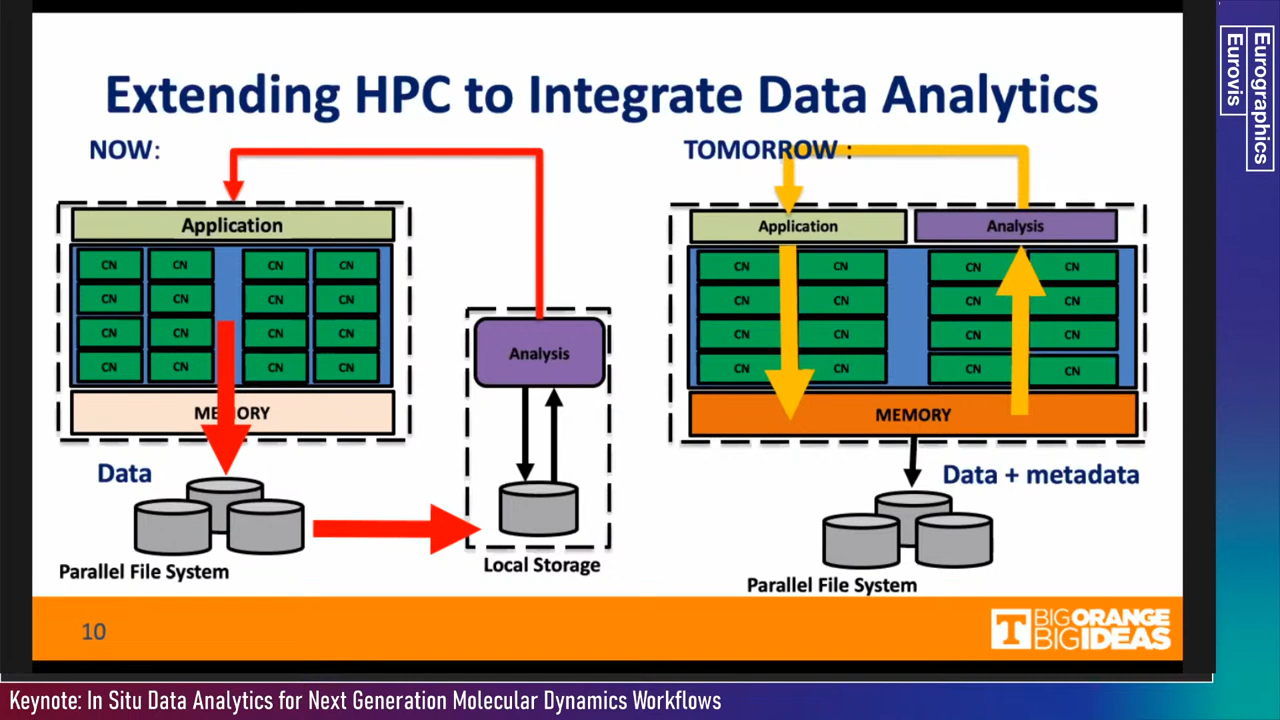 Extending HPC to Integrate Data Analytics
NOW:
Application
CN CN CN CN
CN CN CN CN
CN CN CN CN
CN CN CN CN
MEMORY
Data
Parallel File System
Analysis
Local Storage
TOMORROW :
Application
Analysis
CN CN CN CN
CN CN CN CN
CN CN CN CN
CN CN CN CN
MEMORY
Data + metadata
Parallel File System
10
T
BIG ORANGE
BIG IDEAS
Eurographics
Eurovis
Keynote: In Situ Data Analytics for Next Generation Molecular Dynamics Workflows